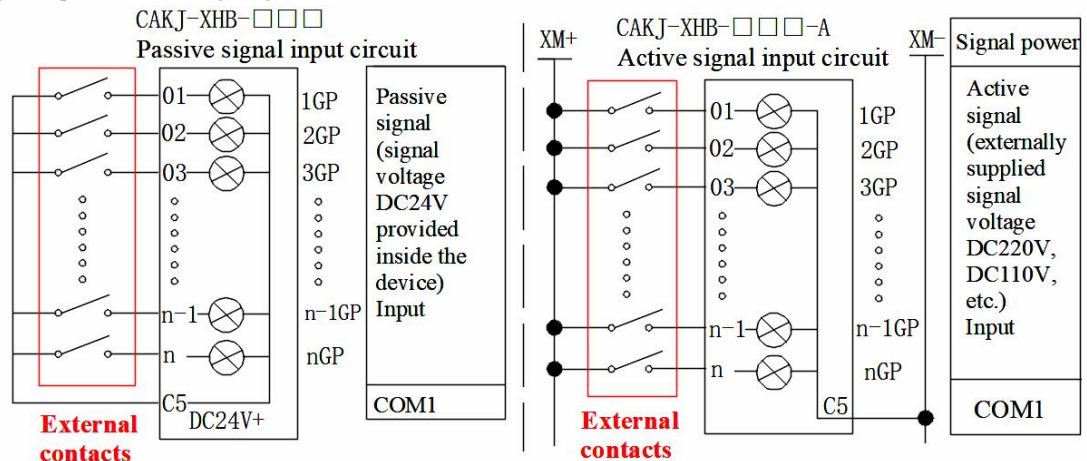 CAKJ-XHB-□□□
Passive signal input circuit
01
1GP
02
2GP
03
3GP
n-1
n-1GP
n
nGP
C5
DC24V+
External
contacts
Passive
signal
(signal
voltage
DC24V
provided
inside the
device)
Input
COM1
XM+
CAKJ-XHB-□□□-A
Active signal input circuit
XM-
01
1GP
02
2GP
03
3GP
n-1
n-1GP
n
nGP
C5
External
contacts
Signal power
Active
signal
(externally
supplied
signal
voltage
DC220V,
DC110V,
etc.)
Input
COM1